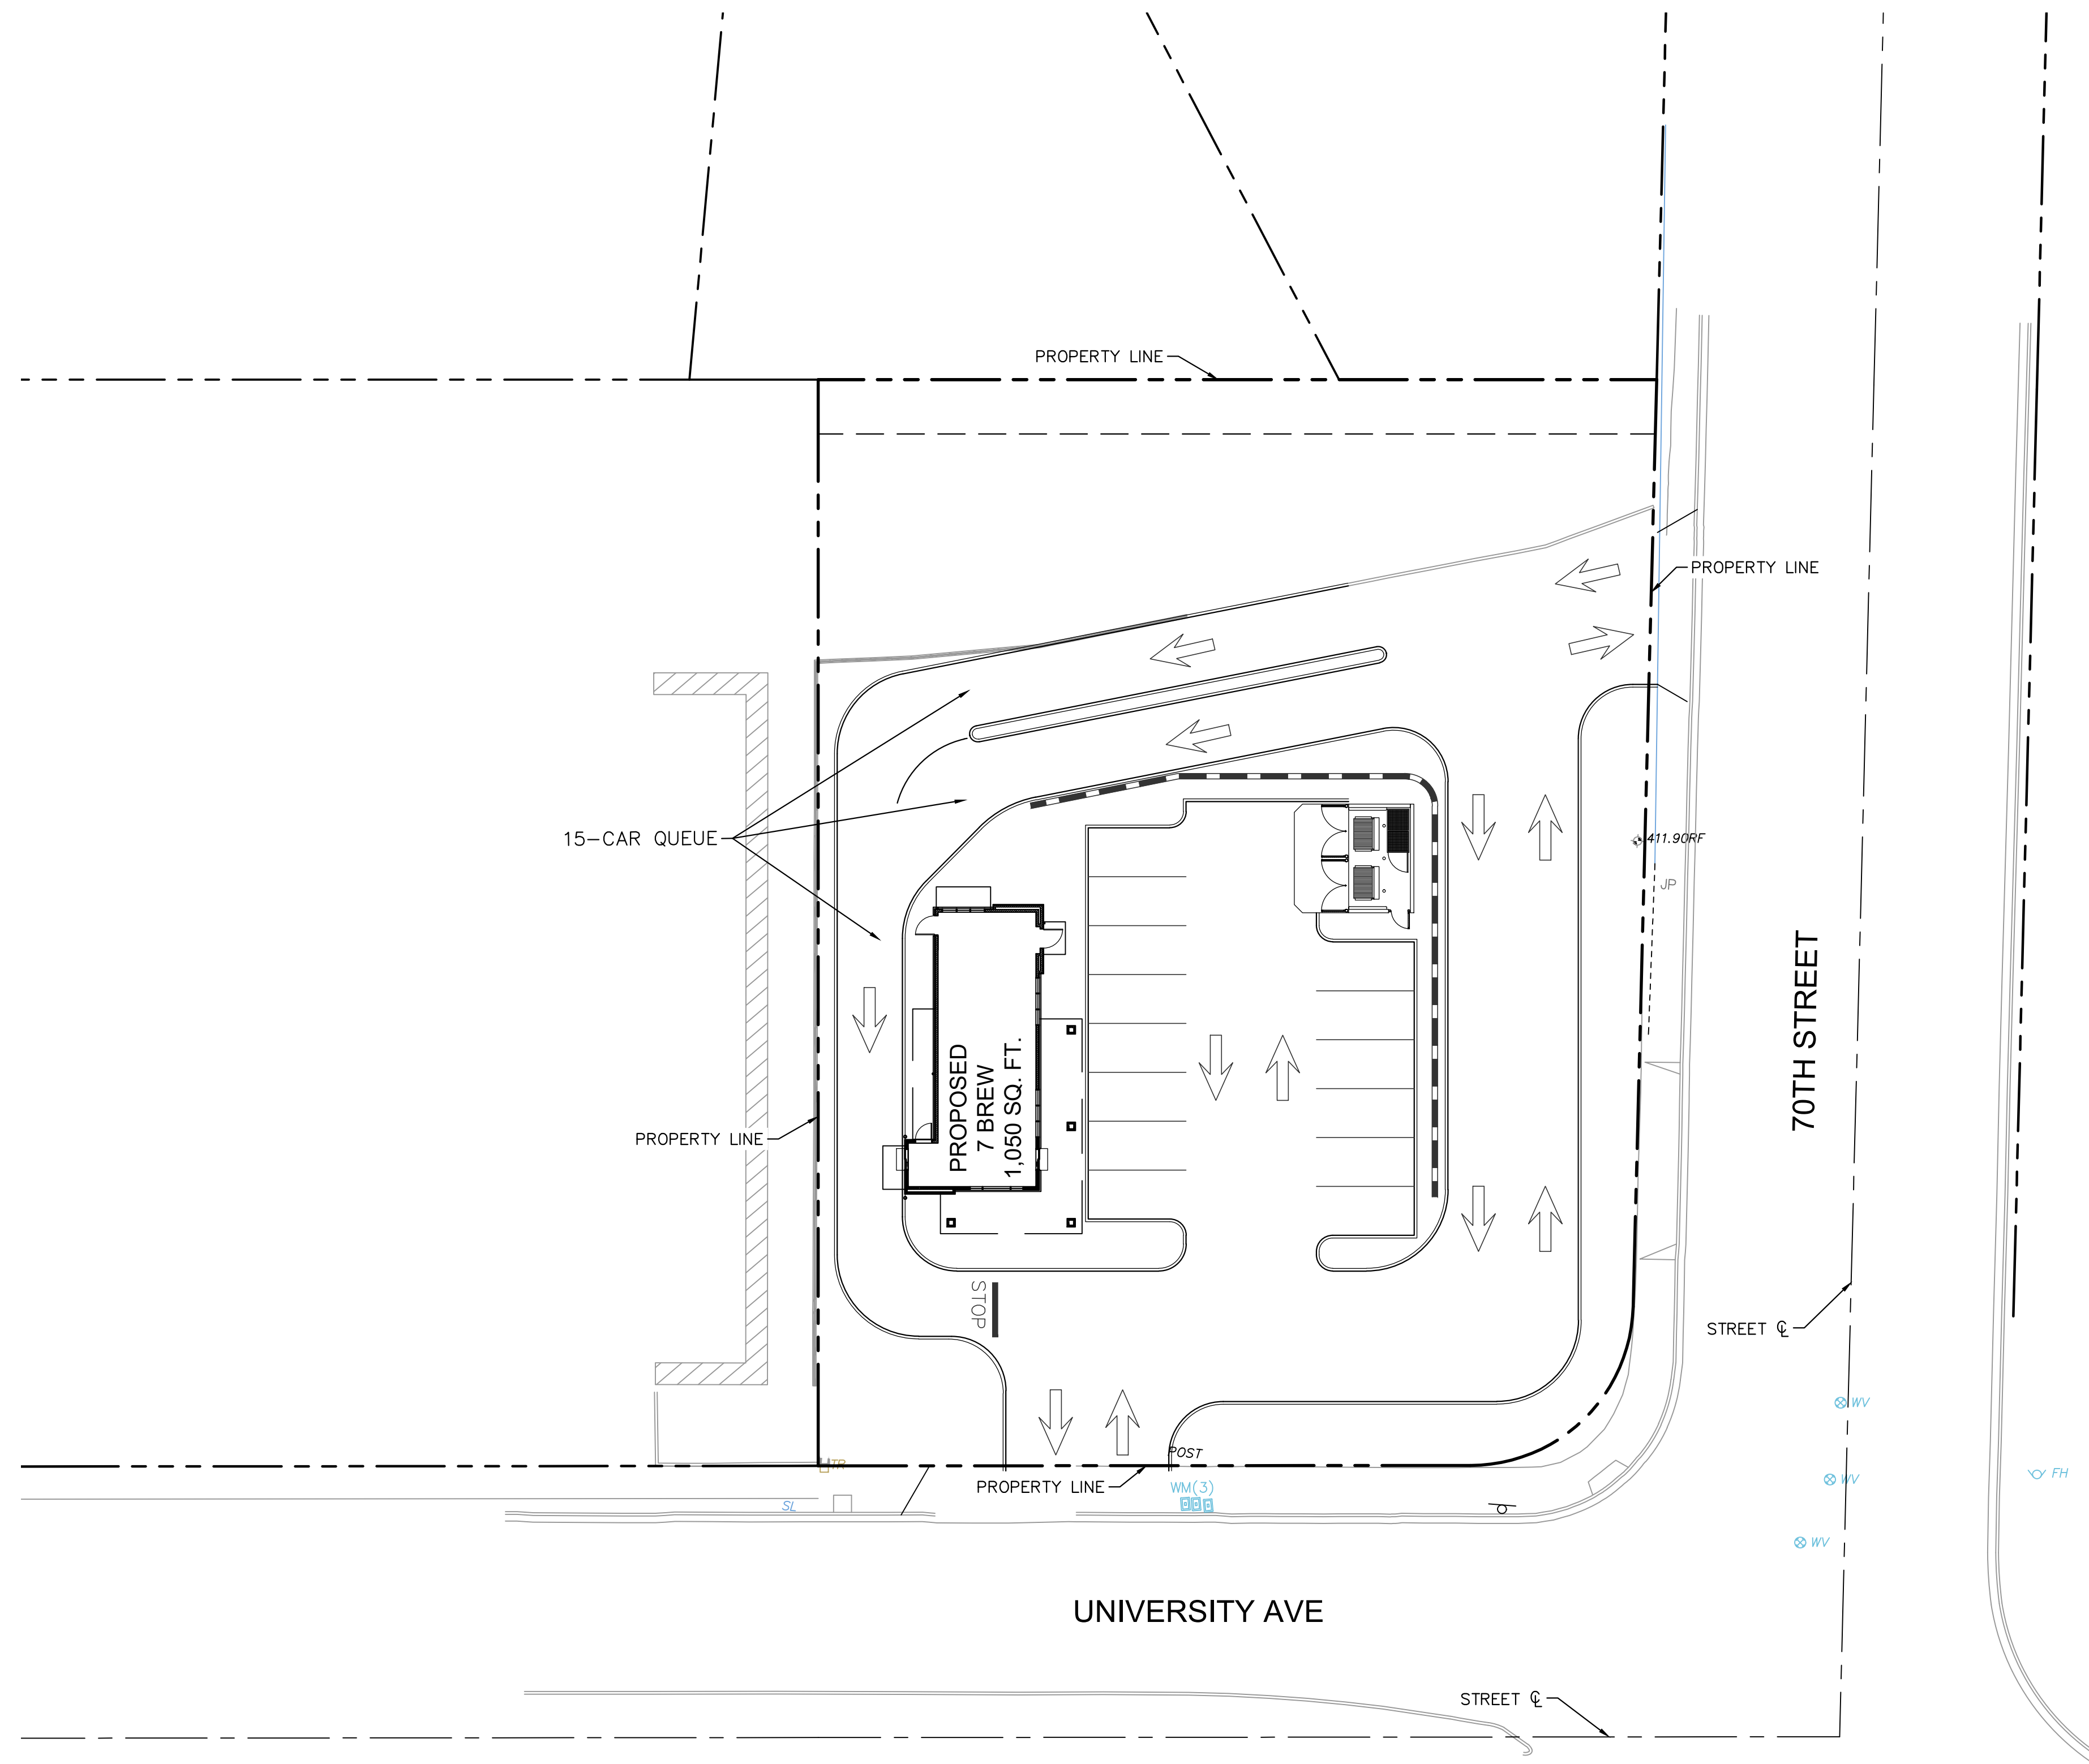 PROPERTY LINE
PROPERTY LINE
15-CAR QUEUE
411.90RF
JP
70TH STREET
PROPOSED
7 BREW
1,050 SQ. FT.
PROPERTY LINE
STOP
STREET ℄
WV
POST
TR
PROPERTY LINE
WM(3)
SL
WV
FH
WV
UNIVERSITY AVE
STREET ℄